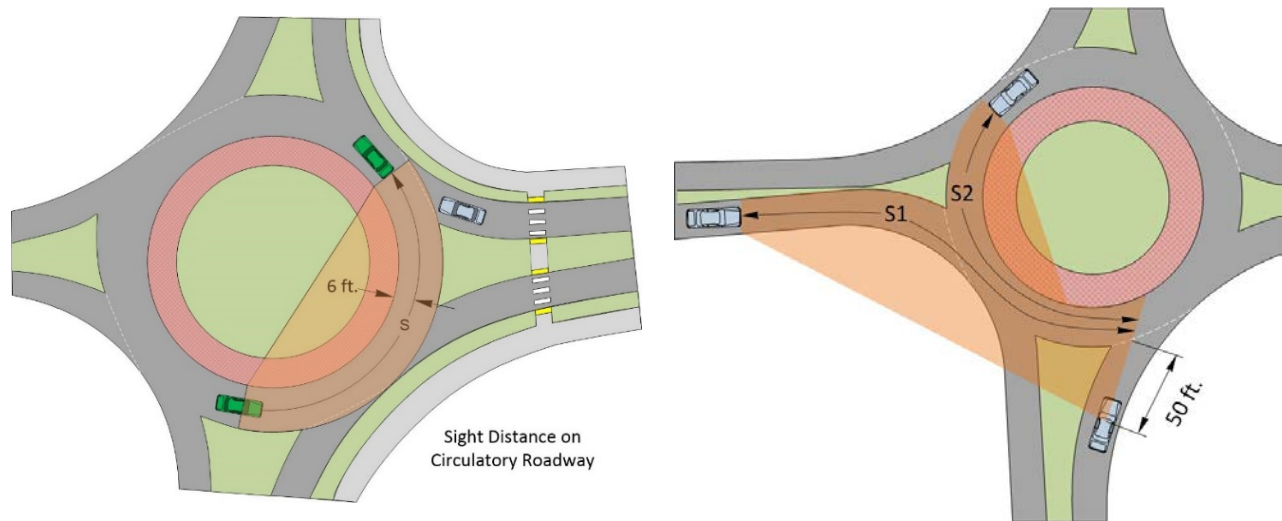 6 ft.
S
Sight Distance on
Circulatory Roadway
S1
S2
50 ft.